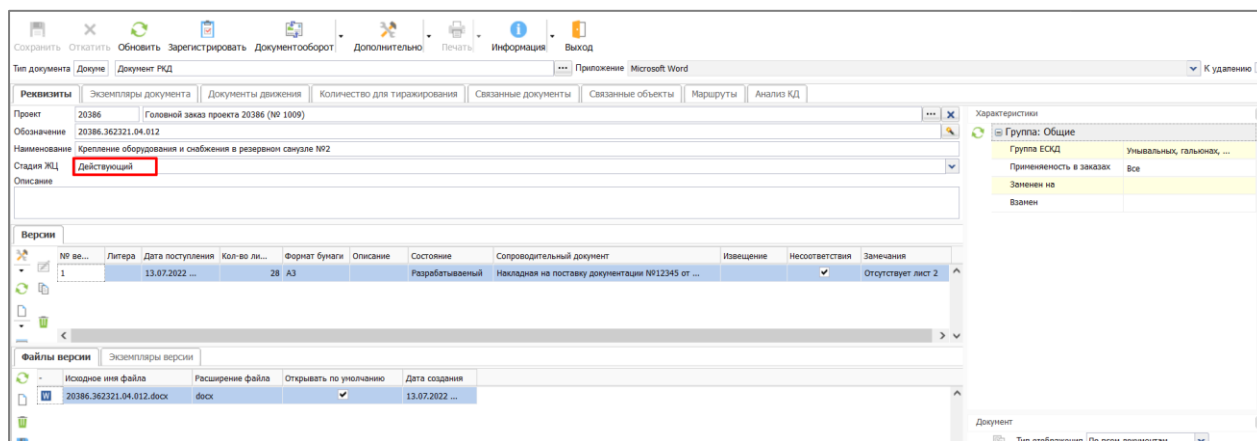 Сохранить Откатить Обновить Зарегистрировать Документооборот Дополнительно Печать Информация Выход
Тип документа Докуме Документ РКД ... Приложение Microsoft Word К удалению
Реквизиты Экземпляры документа Документы движения Количество для тиражирования Связанные документы Связанные объекты Маршруты Анализ КД
Проект 20386 Головной заказ проекта 20386 (№ 1009) ...
Обозначение 20386.362321.04.012
Наименование Крепление оборудования и снабжения в резервном санузле №2
Стадия ЖЦ Действующий
Описание
Характеристики
Группа: Общие
Группа ЕСКД Унывальных, гальюнах, ...
Применяемость в заказах Все
Заменен на
Взамен
Версии
№ ве... Литера Дата поступления Кол-во ли... Формат бумаги Описание Состояние Сопроводительный документ Извещение Несоответствия Замечания
1 13.07.2022 ... 28 А3 Разрабатываемый Накладная на поставку документации №12345 от ... Отсутствует лист 2
Файлы версии Экземпляры версии
- Исходное имя файла Расширение файла Открывать по умолчанию Дата создания
20386.362321.04.012.docx docx 13.07.2022 ...
Документ
Тип отображения По всем документам